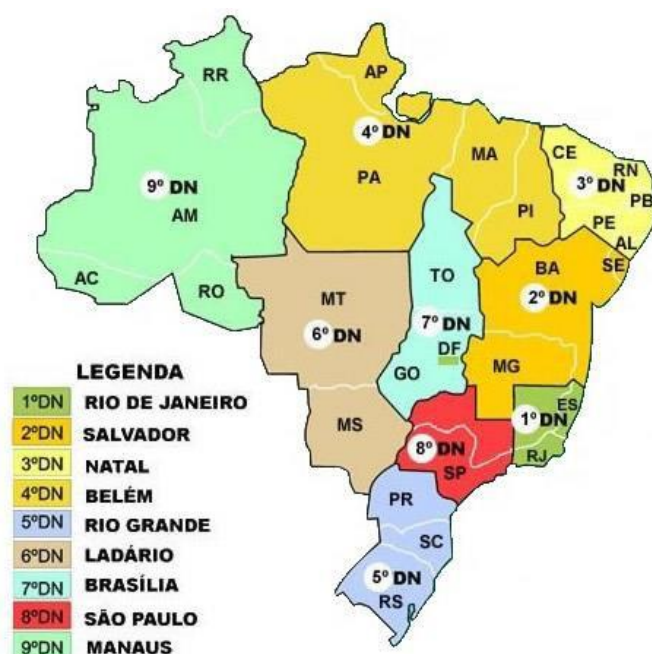 RR
AP
4º DN
PA
MA
PI
CE
RN
3º DN
PB
PE
AL
SE
9º DN
AM
AC
RO
TO
BA
2º DN
MT
6º DN
7º DN
DF
GO
MG
MS
ES
1º DN
RJ
8º DN
SP
PR
SC
5º DN
RS
LEGENDA
1ºDN RIO DE JANEIRO
2ºDN SALVADOR
3ºDN NATAL
4ºDN BELÉM
5ºDN RIO GRANDE
6ºDN LADÁRIO
7ºDN BRASÍLIA
8ºDN SÃO PAULO
9ºDN MANAUS